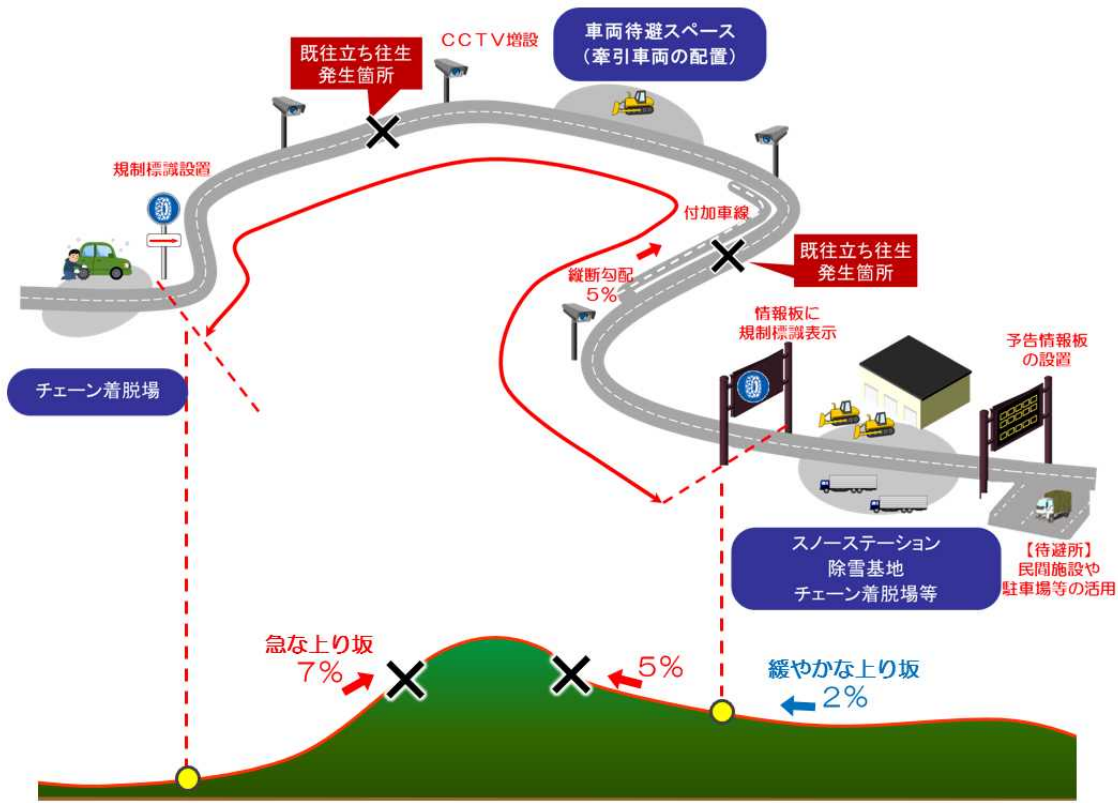 CCTV増設
車両待避スペース
（牽引車両の配置）
既往立ち往生
発生箇所
規制標識設置
付加車線
既往立ち往生
発生箇所
縦断勾配
5%
情報板に
規制標識表示
予告情報板
の設置
チェーン着脱場
スノーステーション
除雪基地
チェーン着脱場等
【待避所】
民間施設や
駐車場等の活用
急な上り坂
7%
5%
緩やかな上り坂
2%